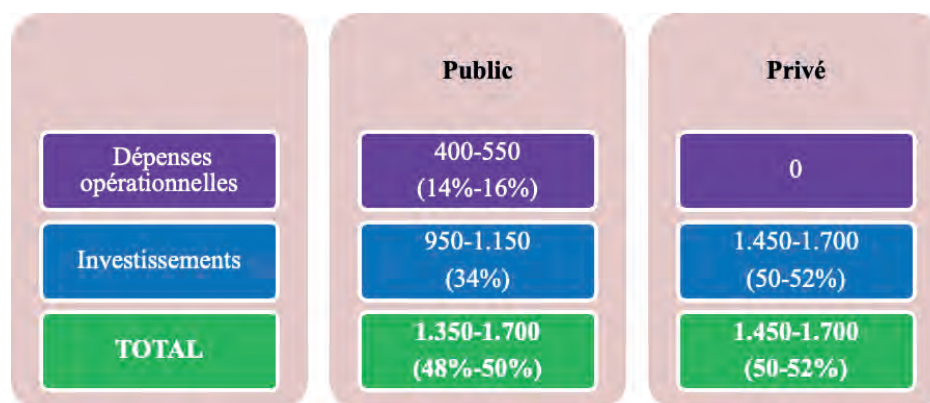 Public
Privé
Dépenses
opérationnelles
400-550
(14%-16%)
0
Investissements
950-1.150
(34%)
1.450-1.700
(50-52%)
TOTAL
1.350-1.700
(48%-50%)
1.450-1.700
(50-52%)